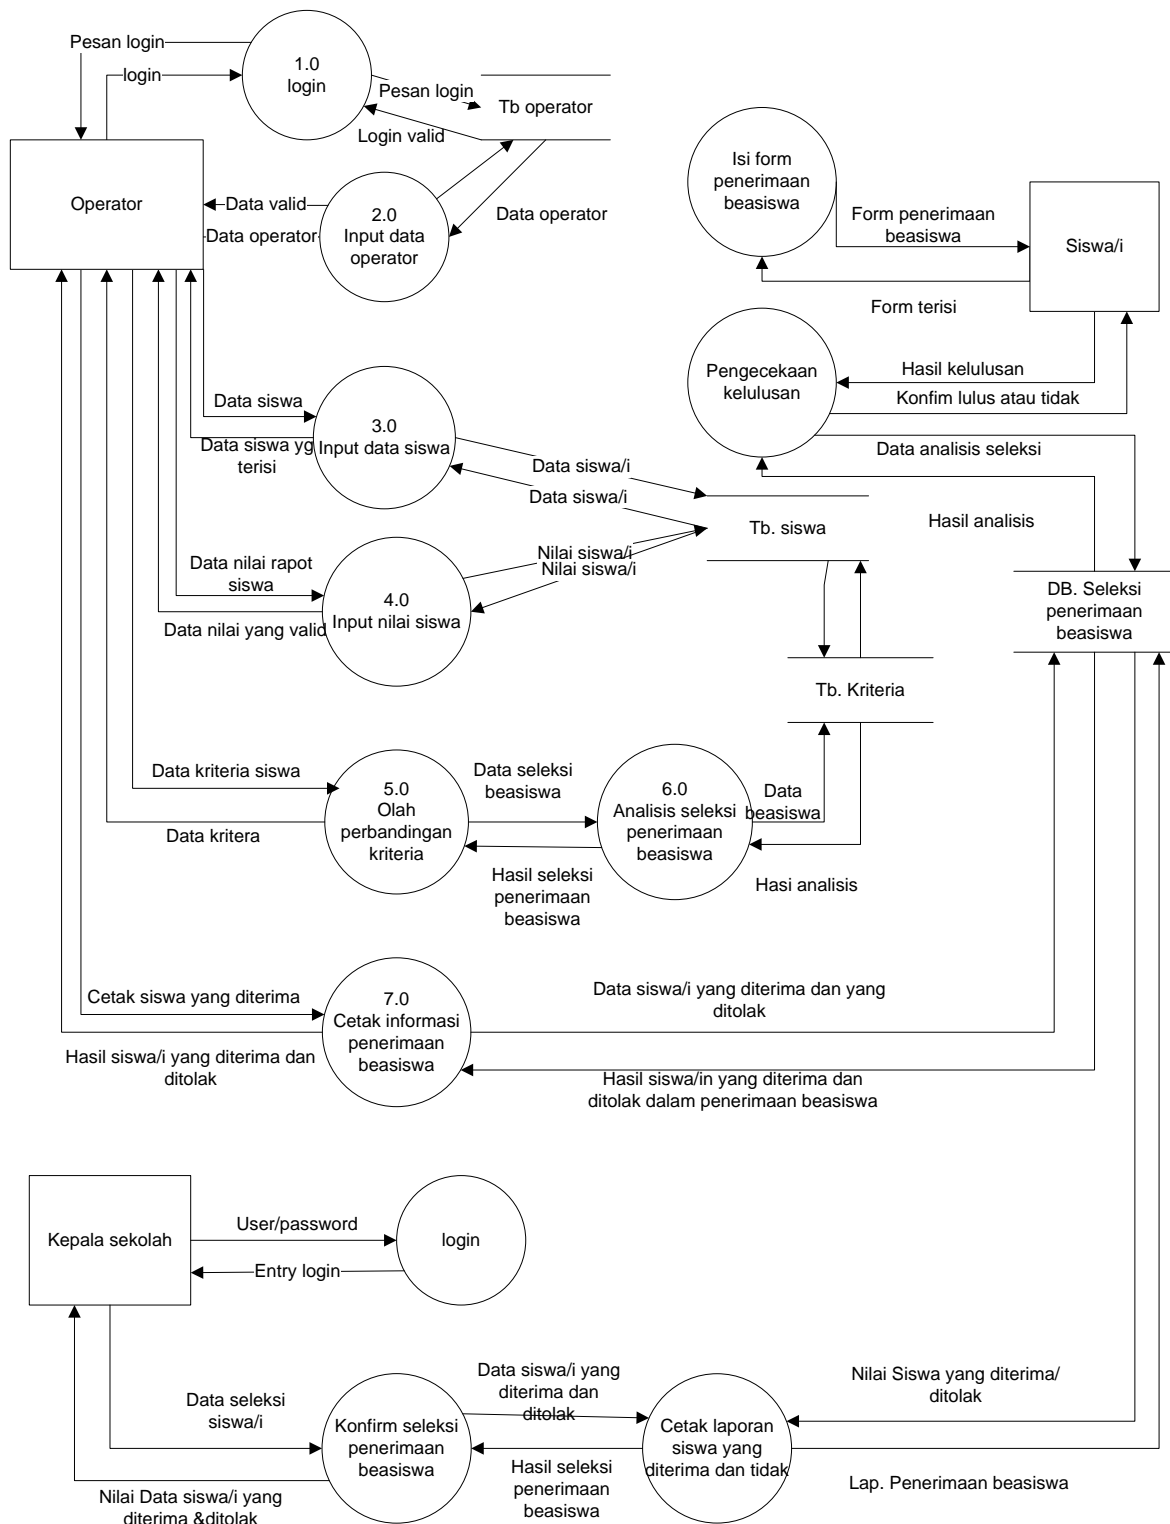 Pesan login
login
1.0
login
Pesan login
Tb operator
Login valid
Operator
Data valid
Data operator
2.0
Input data
operator
Data operator
Isi form
penerimaan
beasiswa
Form penerimaan
beasiswa
Siswa/i
Form terisi
Pengecekaan
kelulusan
Hasil kelulusan
Konfim lulus atau tidak
Data analisis seleksi
Data siswa
Data siswa yg
terisi
3.0
Input data siswa
Data siswa/i
Data siswa/i
Tb. siswa
Hasil analisis
Nilai siswa/i
Nilai siswa/i
Data nilai rapot
siswa
Data nilai yang valid
4.0
Input nilai siswa
DB. Seleksi
penerimaan
beasiswa
Tb. Kriteria
Data kriteria siswa
Data kritera
5.0
Olah
perbandingan
kriteria
Data seleksi
beasiswa
Hasil seleksi
penerimaan
beasiswa
6.0
Analisis seleksi
penerimaan
beasiswa
Data
beasiswa
Hasi analisis
Cetak siswa yang diterima
Hasil siswa/i yang diterima dan
ditolak
7.0
Cetak informasi
penerimaan
beasiswa
Data siswa/i yang diterima dan yang
ditolak
Hasil siswa/in yang diterima dan
ditolak dalam penerimaan beasiswa
Kepala sekolah
User/password
Entry login
login
Data seleksi
siswa/i
Nilai Data siswa/i yang
diterima &ditolak
Konfirm seleksi
penerimaan
beasiswa
Data siswa/i yang
diterima dan
ditolak
Hasil seleksi
penerimaan
beasiswa
Cetak laporan
siswa yang
diterima dan tidak
Nilai Siswa yang diterima/
ditolak
Lap. Penerimaan beasiswa